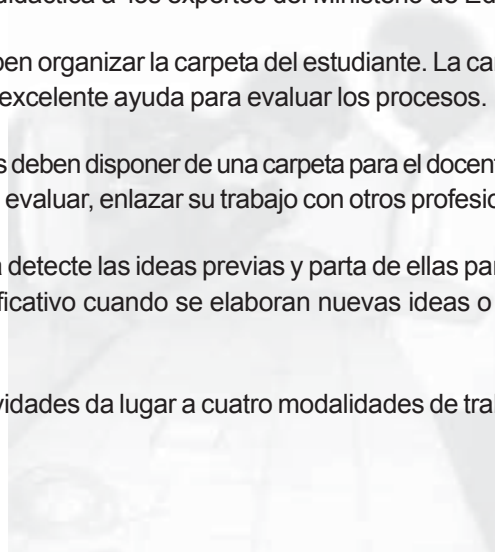 didáctica a los expertos del Ministerio de Ed
ben organizar la carpeta del estudiante. La ca
excelente ayuda para evaluar los procesos.
s deben disponer de una carpeta para el docen
evaluar, enlazar su trabajo con otros profesio
a detecte las ideas previas y parta de ellas pa
ficativo cuando se elaboran nuevas ideas o
vidades da lugar a cuatro modalidades de tra